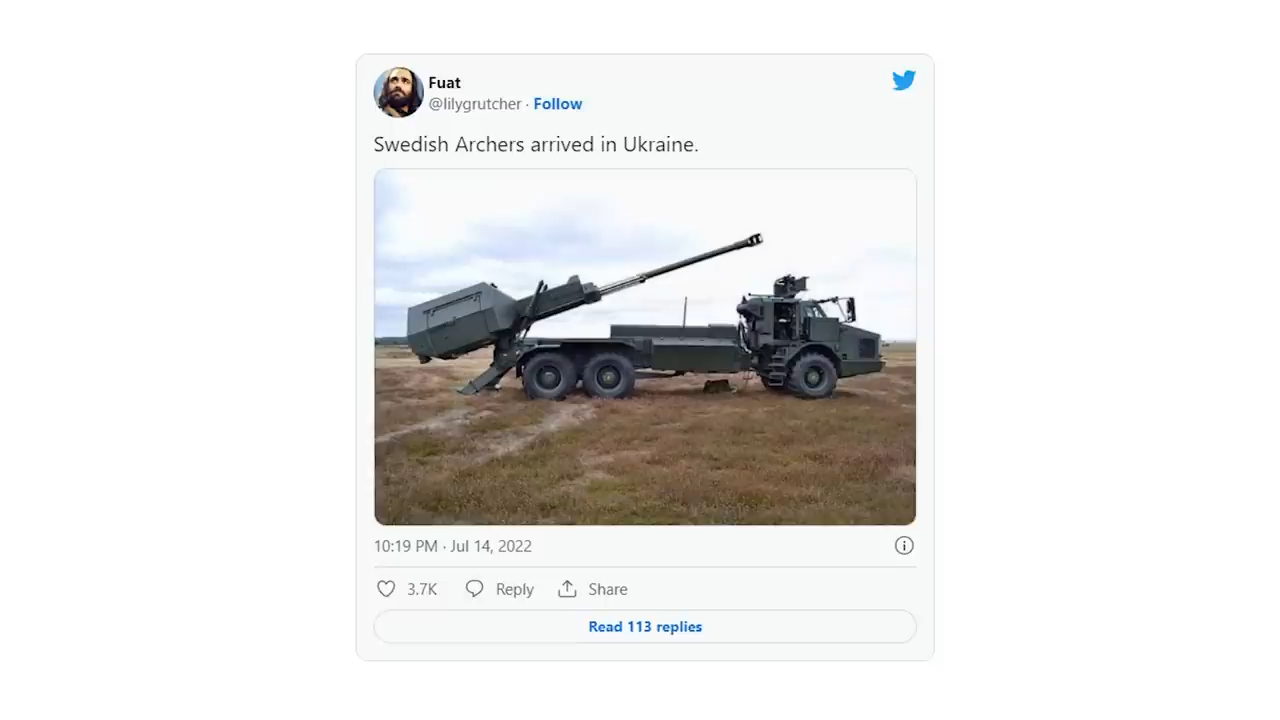 Fuat
@lilygrutcher · Follow
Swedish Archers arrived in Ukraine.
10:19 PM · Jul 14, 2022
3.7K Reply Share
Read 113 replies